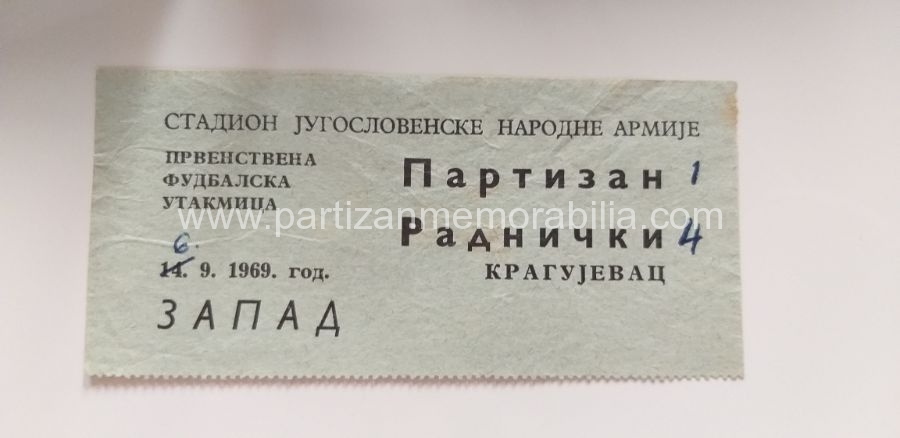 СТАДИОН ЈУГОСЛОВЕНСКЕ НАРОДНЕ АРМИЈЕ
ПРВЕНСТВЕНА
ФУДБАЛСКА
УТАКМИЦА
Партизан 1
www.partizanmemorabilia.com
Раднички 4
КРАГУЈЕВАЦ
6.
14. 9. 1969. год.
ЗАПАД